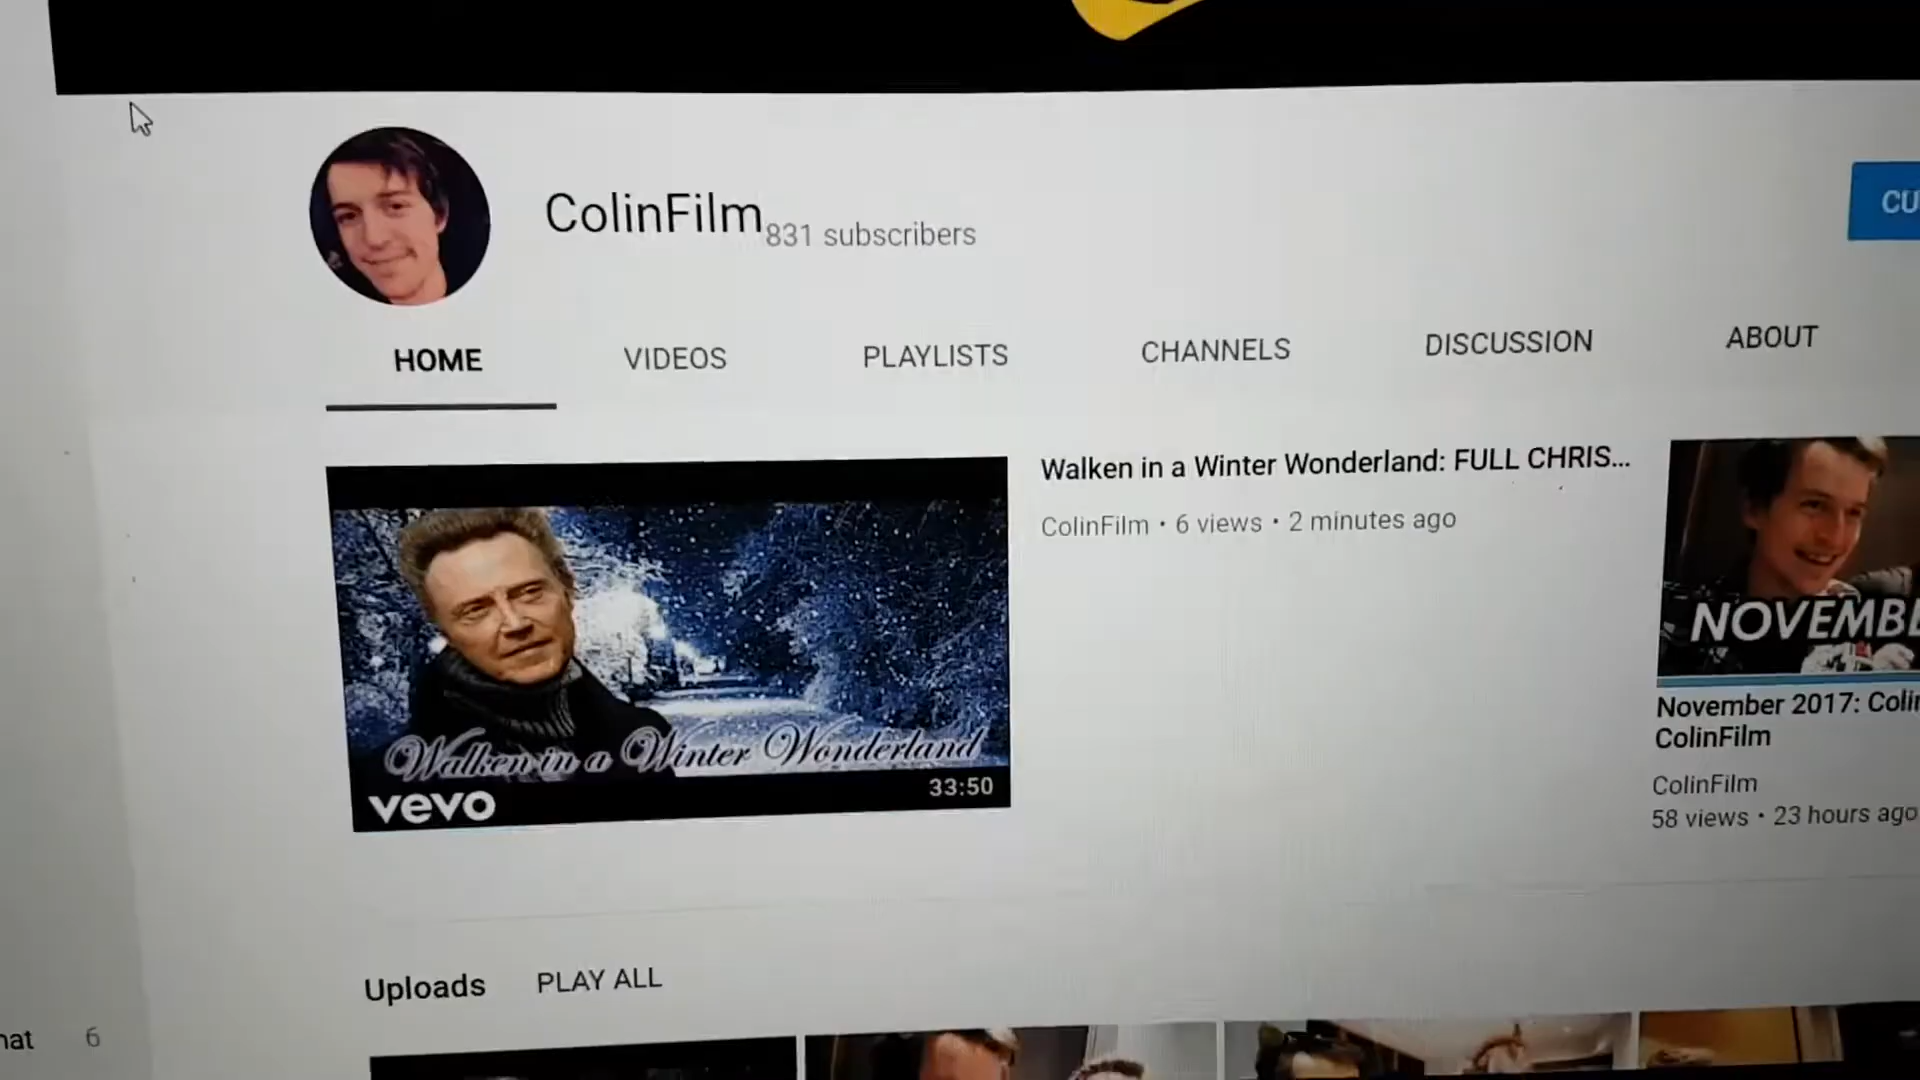 ColinFilm
831 subscribers
CU
HOME
VIDEOS
PLAYLISTS
CHANNELS
DISCUSSION
ABOUT
Walken in a Winter Wonderland
vevo
33:50
Walken in a Winter Wonderland: FULL CHRIS...
ColinFilm • 6 views • 2 minutes ago
NOVEMBE
November 2017: Colin
ColinFilm
ColinFilm
58 views • 23 hours ago
Uploads
PLAY ALL
hat 6